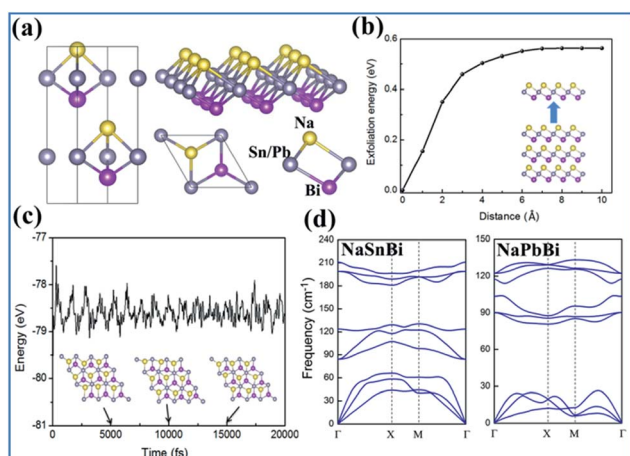 (a)
Na
Sn/Pb
Bi
(b)
Exfoliation energy (eV)
0.6
0.4
0.2
0.0
0 2 4 6 8 10
Distance (Å)
(c)
Energy (eV)
-77
-78
-79
-80
-81
0 5000 10000 15000 20000
Time (fs)
(d)
NaSnBi
Frequency (cm⁻¹)
210
180
150
120
90
60
30
0
Γ X M Γ
NaPbBi
150
120
90
60
30
0
Γ X M Γ